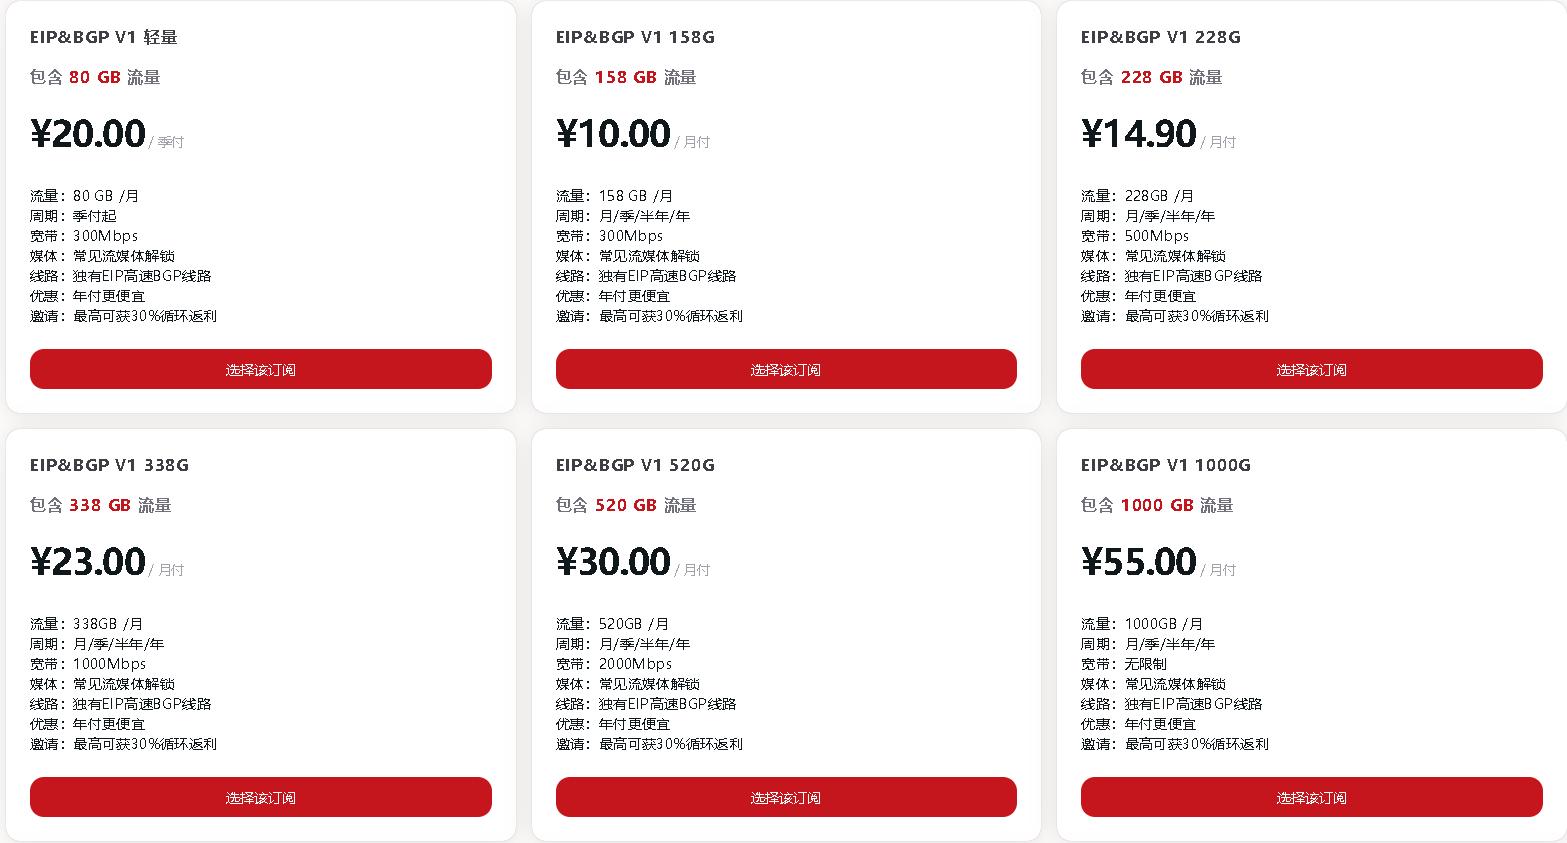 EIP&BGP V1 轻量
包含 80 GB 流量
¥20.00 / 季付
流量：80 GB /月
周期：季付起
宽带：300Mbps
媒体：常见流媒体解锁
线路：独有EIP高速BGP线路
优惠：年付更便宜
邀请：最高可获30%循环返利
选择该订阅
EIP&BGP V1 158G
包含 158 GB 流量
¥10.00 / 月付
流量：158 GB /月
周期：月/季/半年/年
宽带：300Mbps
媒体：常见流媒体解锁
线路：独有EIP高速BGP线路
优惠：年付更便宜
邀请：最高可获30%循环返利
选择该订阅
EIP&BGP V1 228G
包含 228 GB 流量
¥14.90 / 月付
流量：228GB /月
周期：月/季/半年/年
宽带：500Mbps
媒体：常见流媒体解锁
线路：独有EIP高速BGP线路
优惠：年付更便宜
邀请：最高可获30%循环返利
选择该订阅
EIP&BGP V1 338G
包含 338 GB 流量
¥23.00 / 月付
流量：338GB /月
周期：月/季/半年/年
宽带：1000Mbps
媒体：常见流媒体解锁
线路：独有EIP高速BGP线路
优惠：年付更便宜
邀请：最高可获30%循环返利
选择该订阅
EIP&BGP V1 520G
包含 520 GB 流量
¥30.00 / 月付
流量：520GB /月
周期：月/季/半年/年
宽带：2000Mbps
媒体：常见流媒体解锁
线路：独有EIP高速BGP线路
优惠：年付更便宜
邀请：最高可获30%循环返利
选择该订阅
EIP&BGP V1 1000G
包含 1000 GB 流量
¥55.00 / 月付
流量：1000GB /月
周期：月/季/半年/年
宽带：无限制
媒体：常见流媒体解锁
线路：独有EIP高速BGP线路
优惠：年付更便宜
邀请：最高可获30%循环返利
选择该订阅